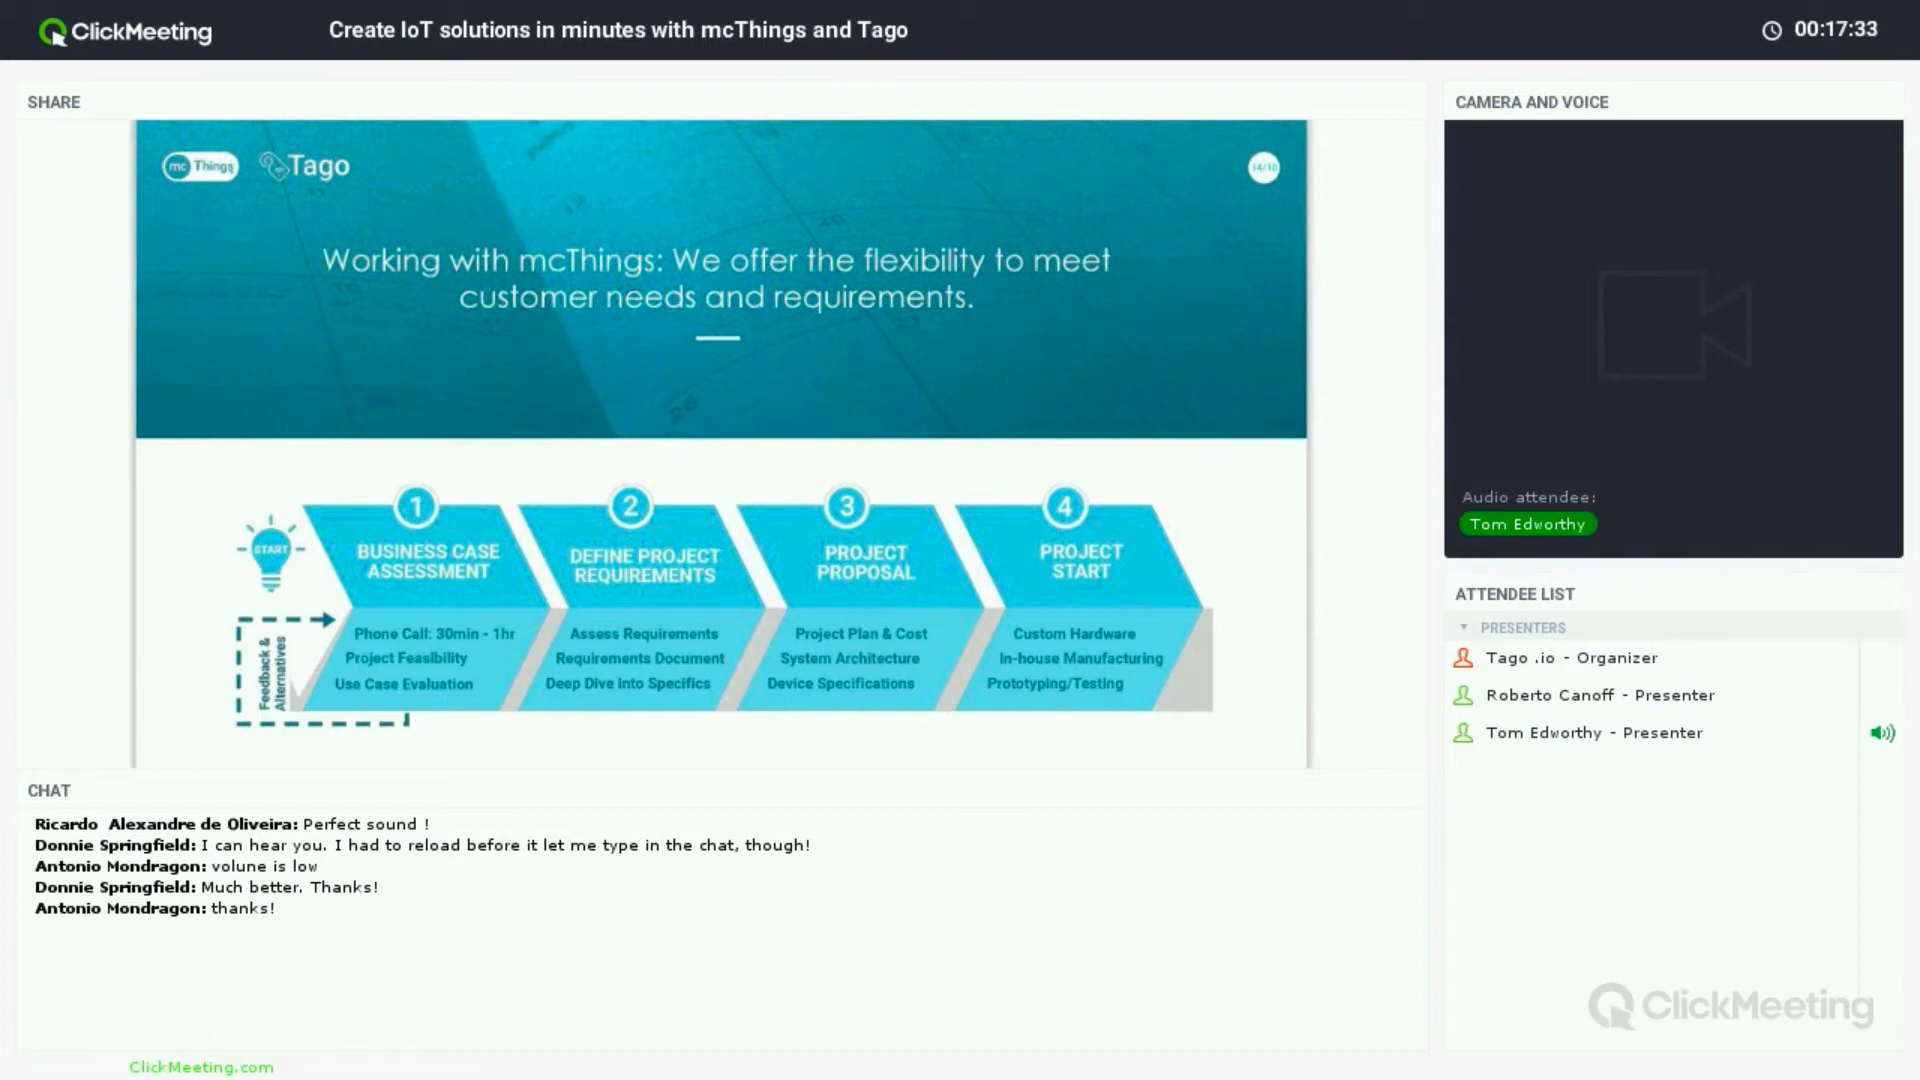 ClickMeeting
Create IoT solutions in minutes with mcThings and Tago
00:17:33
SHARE
mc Things
Tago
14/10
Working with mcThings: We offer the flexibility to meet
customer needs and requirements.
START
1
BUSINESS CASE
ASSESSMENT
Phone Call: 30min - 1hr
Project Feasibility
Use Case Evaluation
Feedback &
Alternatives
2
DEFINE PROJECT
REQUIREMENTS
Assess Requirements
Requirements Document
Deep Dive into Specifics
3
PROJECT
PROPOSAL
Project Plan & Cost
System Architecture
Device Specifications
4
PROJECT
START
Custom Hardware
In-house Manufacturing
Prototyping/Testing
CAMERA AND VOICE
Audio attendee:
Tom Edworthy
ATTENDEE LIST
PRESENTERS
Tago .io - Organizer
Roberto Canoff - Presenter
Tom Edworthy - Presenter
CHAT
Ricardo Alexandre de Oliveira: Perfect sound !
Donnie Springfield: I can hear you. I had to reload before it let me type in the chat, though!
Antonio Mondragon: volune is low
Donnie Springfield: Much better. Thanks!
Antonio Mondragon: thanks!
ClickMeeting
ClickMeeting.com